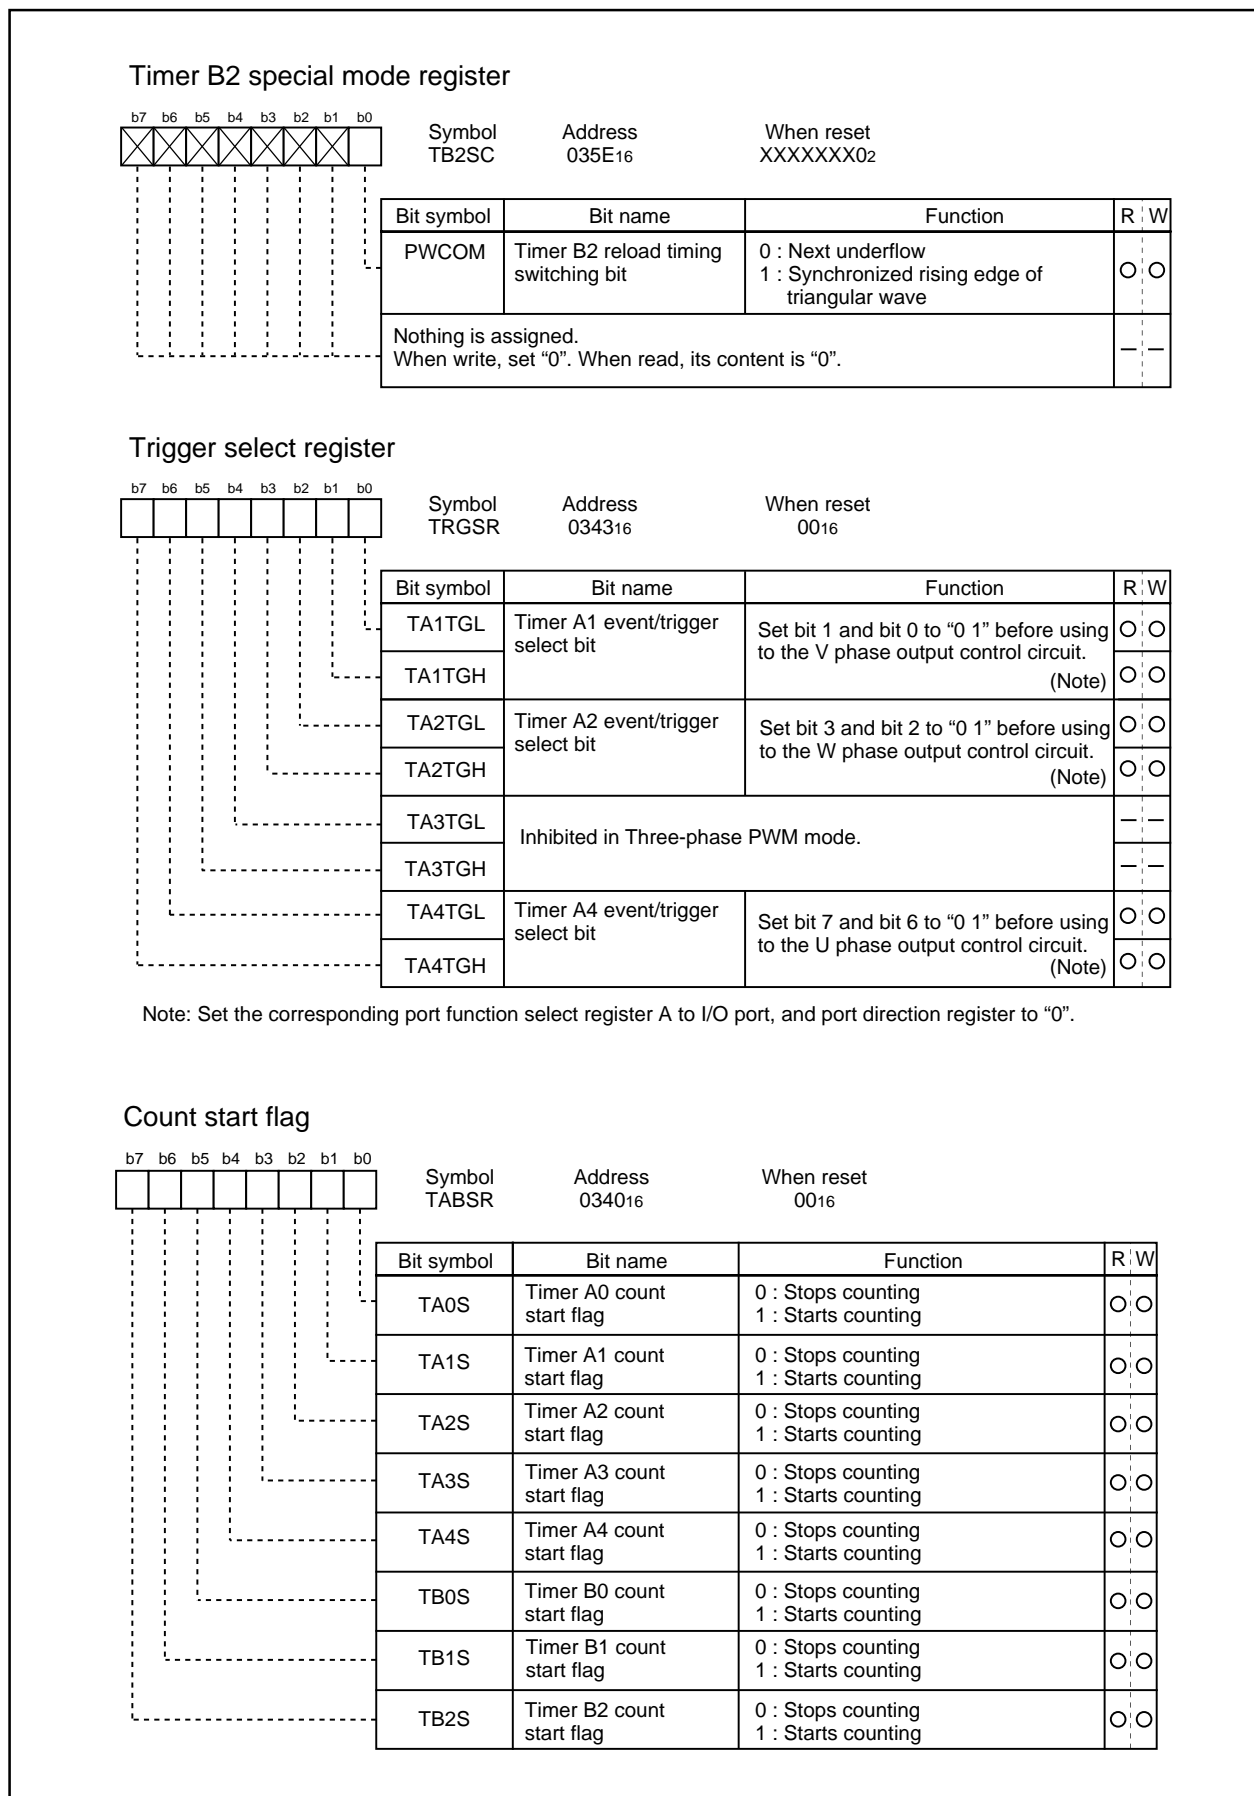 Timer B2 special mode register
b7 b6 b5 b4 b3 b2 b1 b0
Symbol Address When reset
TB2SC 035E16 XXXXXXX02
Bit symbol Bit name Function R W
PWCOM Timer B2 reload timing 0 : Next underflow
switching bit 1 : Synchronized rising edge of
triangular wave
Nothing is assigned.
When write, set “0”. When read, its content is “0”. – –
Trigger select register
b7 b6 b5 b4 b3 b2 b1 b0
Symbol Address When reset
TRGSR 034316 0016
Bit symbol Bit name Function R W
TA1TGL Timer A1 event/trigger Set bit 1 and bit 0 to “0 1” before using
select bit to the V phase output control circuit.
TA1TGH (Note)
TA2TGL Timer A2 event/trigger Set bit 3 and bit 2 to “0 1” before using
select bit to the W phase output control circuit.
TA2TGH (Note)
TA3TGL – –
Inhibited in Three-phase PWM mode.
TA3TGH – –
TA4TGL Timer A4 event/trigger Set bit 7 and bit 6 to “0 1” before using
select bit to the U phase output control circuit.
TA4TGH (Note)
Note: Set the corresponding port function select register A to I/O port, and port direction register to “0”.
Count start flag
b7 b6 b5 b4 b3 b2 b1 b0
Symbol Address When reset
TABSR 034016 0016
Bit symbol Bit name Function R W
TA0S Timer A0 count 0 : Stops counting
start flag 1 : Starts counting
TA1S Timer A1 count 0 : Stops counting
start flag 1 : Starts counting
TA2S Timer A2 count 0 : Stops counting
start flag 1 : Starts counting
TA3S Timer A3 count 0 : Stops counting
start flag 1 : Starts counting
TA4S Timer A4 count 0 : Stops counting
start flag 1 : Starts counting
TB0S Timer B0 count 0 : Stops counting
start flag 1 : Starts counting
TB1S Timer B1 count 0 : Stops counting
start flag 1 : Starts counting
TB2S Timer B2 count 0 : Stops counting
start flag 1 : Starts counting